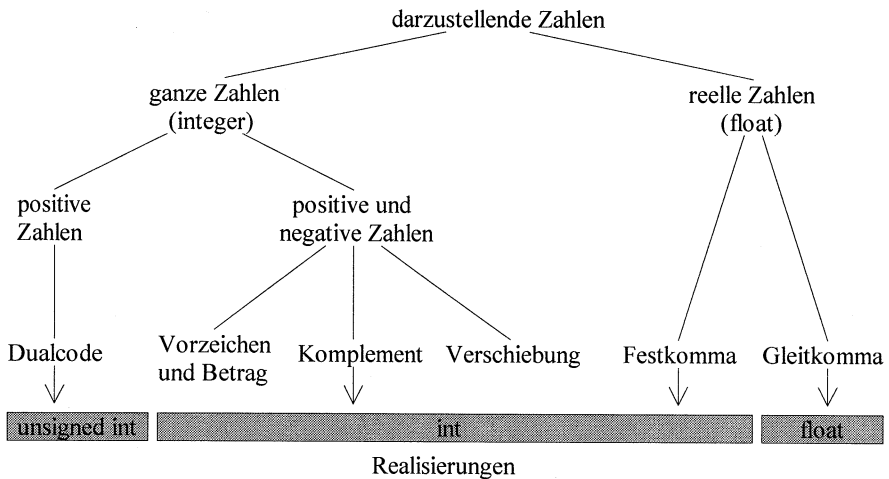 darzustellende Zahlen
ganze Zahlen
(integer)
reelle Zahlen
(float)
positive
Zahlen
positive und
negative Zahlen
Dualcode
Vorzeichen
und Betrag
Komplement
Verschiebung
Festkomma
Gleitkomma
unsigned int
int
float
Realisierungen